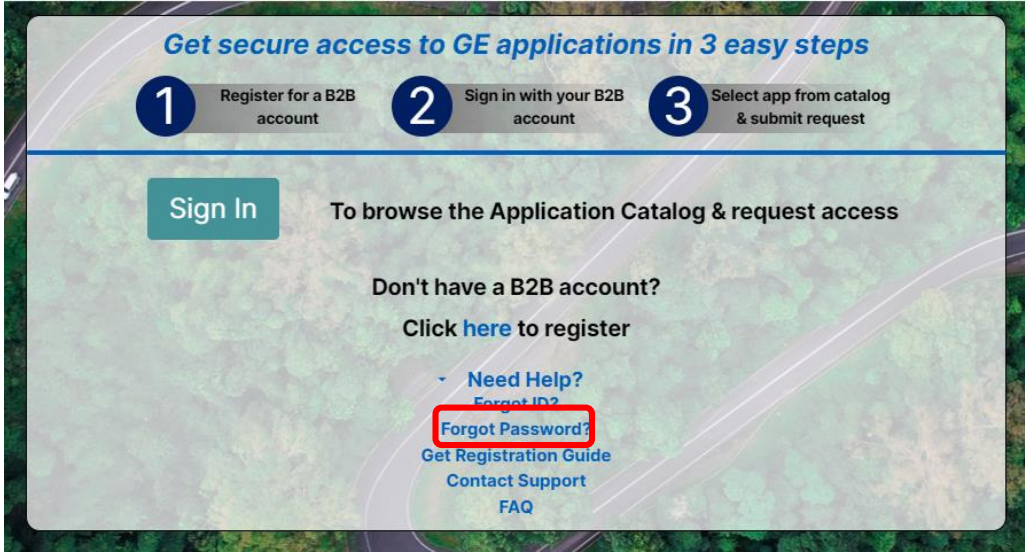 Get secure access to GE applications in 3 easy steps
1 Register for a B2B account
2 Sign in with your B2B account
3 Select app from catalog & submit request
Sign In
To browse the Application Catalog & request access
Don't have a B2B account?
Click here to register
Need Help?
Forgot ID?
Forgot Password?
Get Registration Guide
Contact Support
FAQ